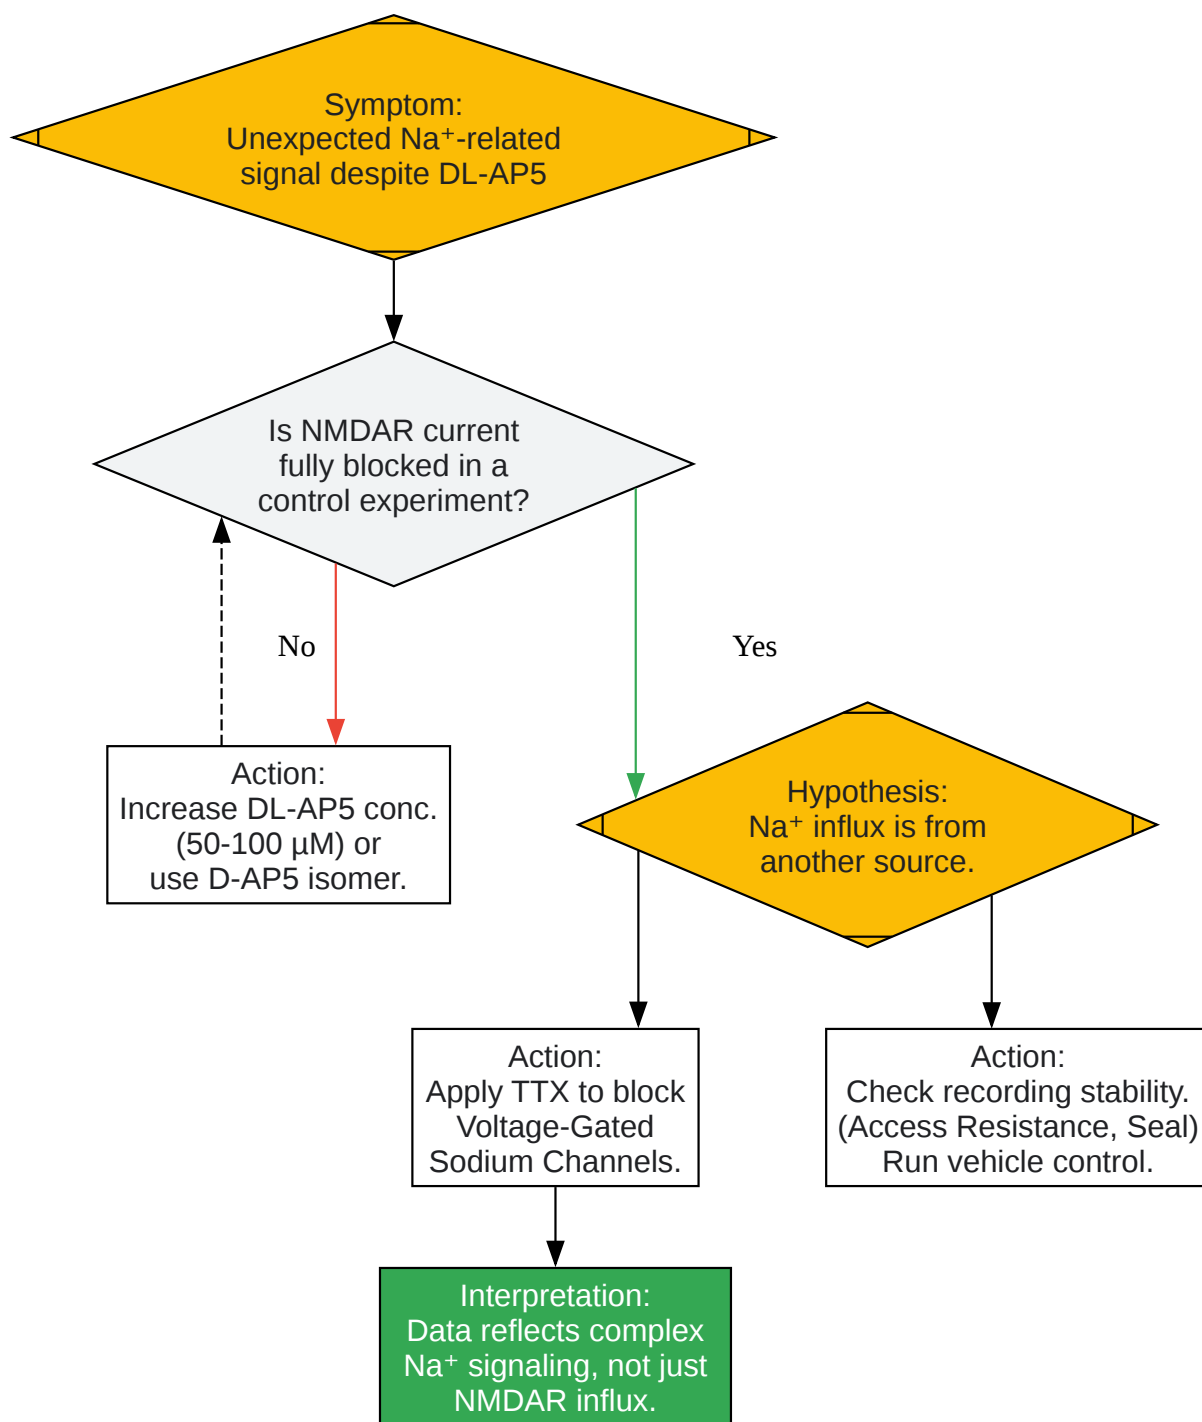 Symptom:
Unexpected Na⁺-related
signal despite DL-AP5
Is NMDAR current
fully blocked in a
control experiment?
No
Yes
Action:
Increase DL-AP5 conc.
(50-100 µM) or
use D-AP5 isomer.
Hypothesis:
Na⁺ influx is from
another source.
Action:
Apply TTX to block
Voltage-Gated
Sodium Channels.
Action:
Check recording stability.
(Access Resistance, Seal)
Run vehicle control.
Interpretation:
Data reflects complex
Na⁺ signaling, not just
NMDAR influx.